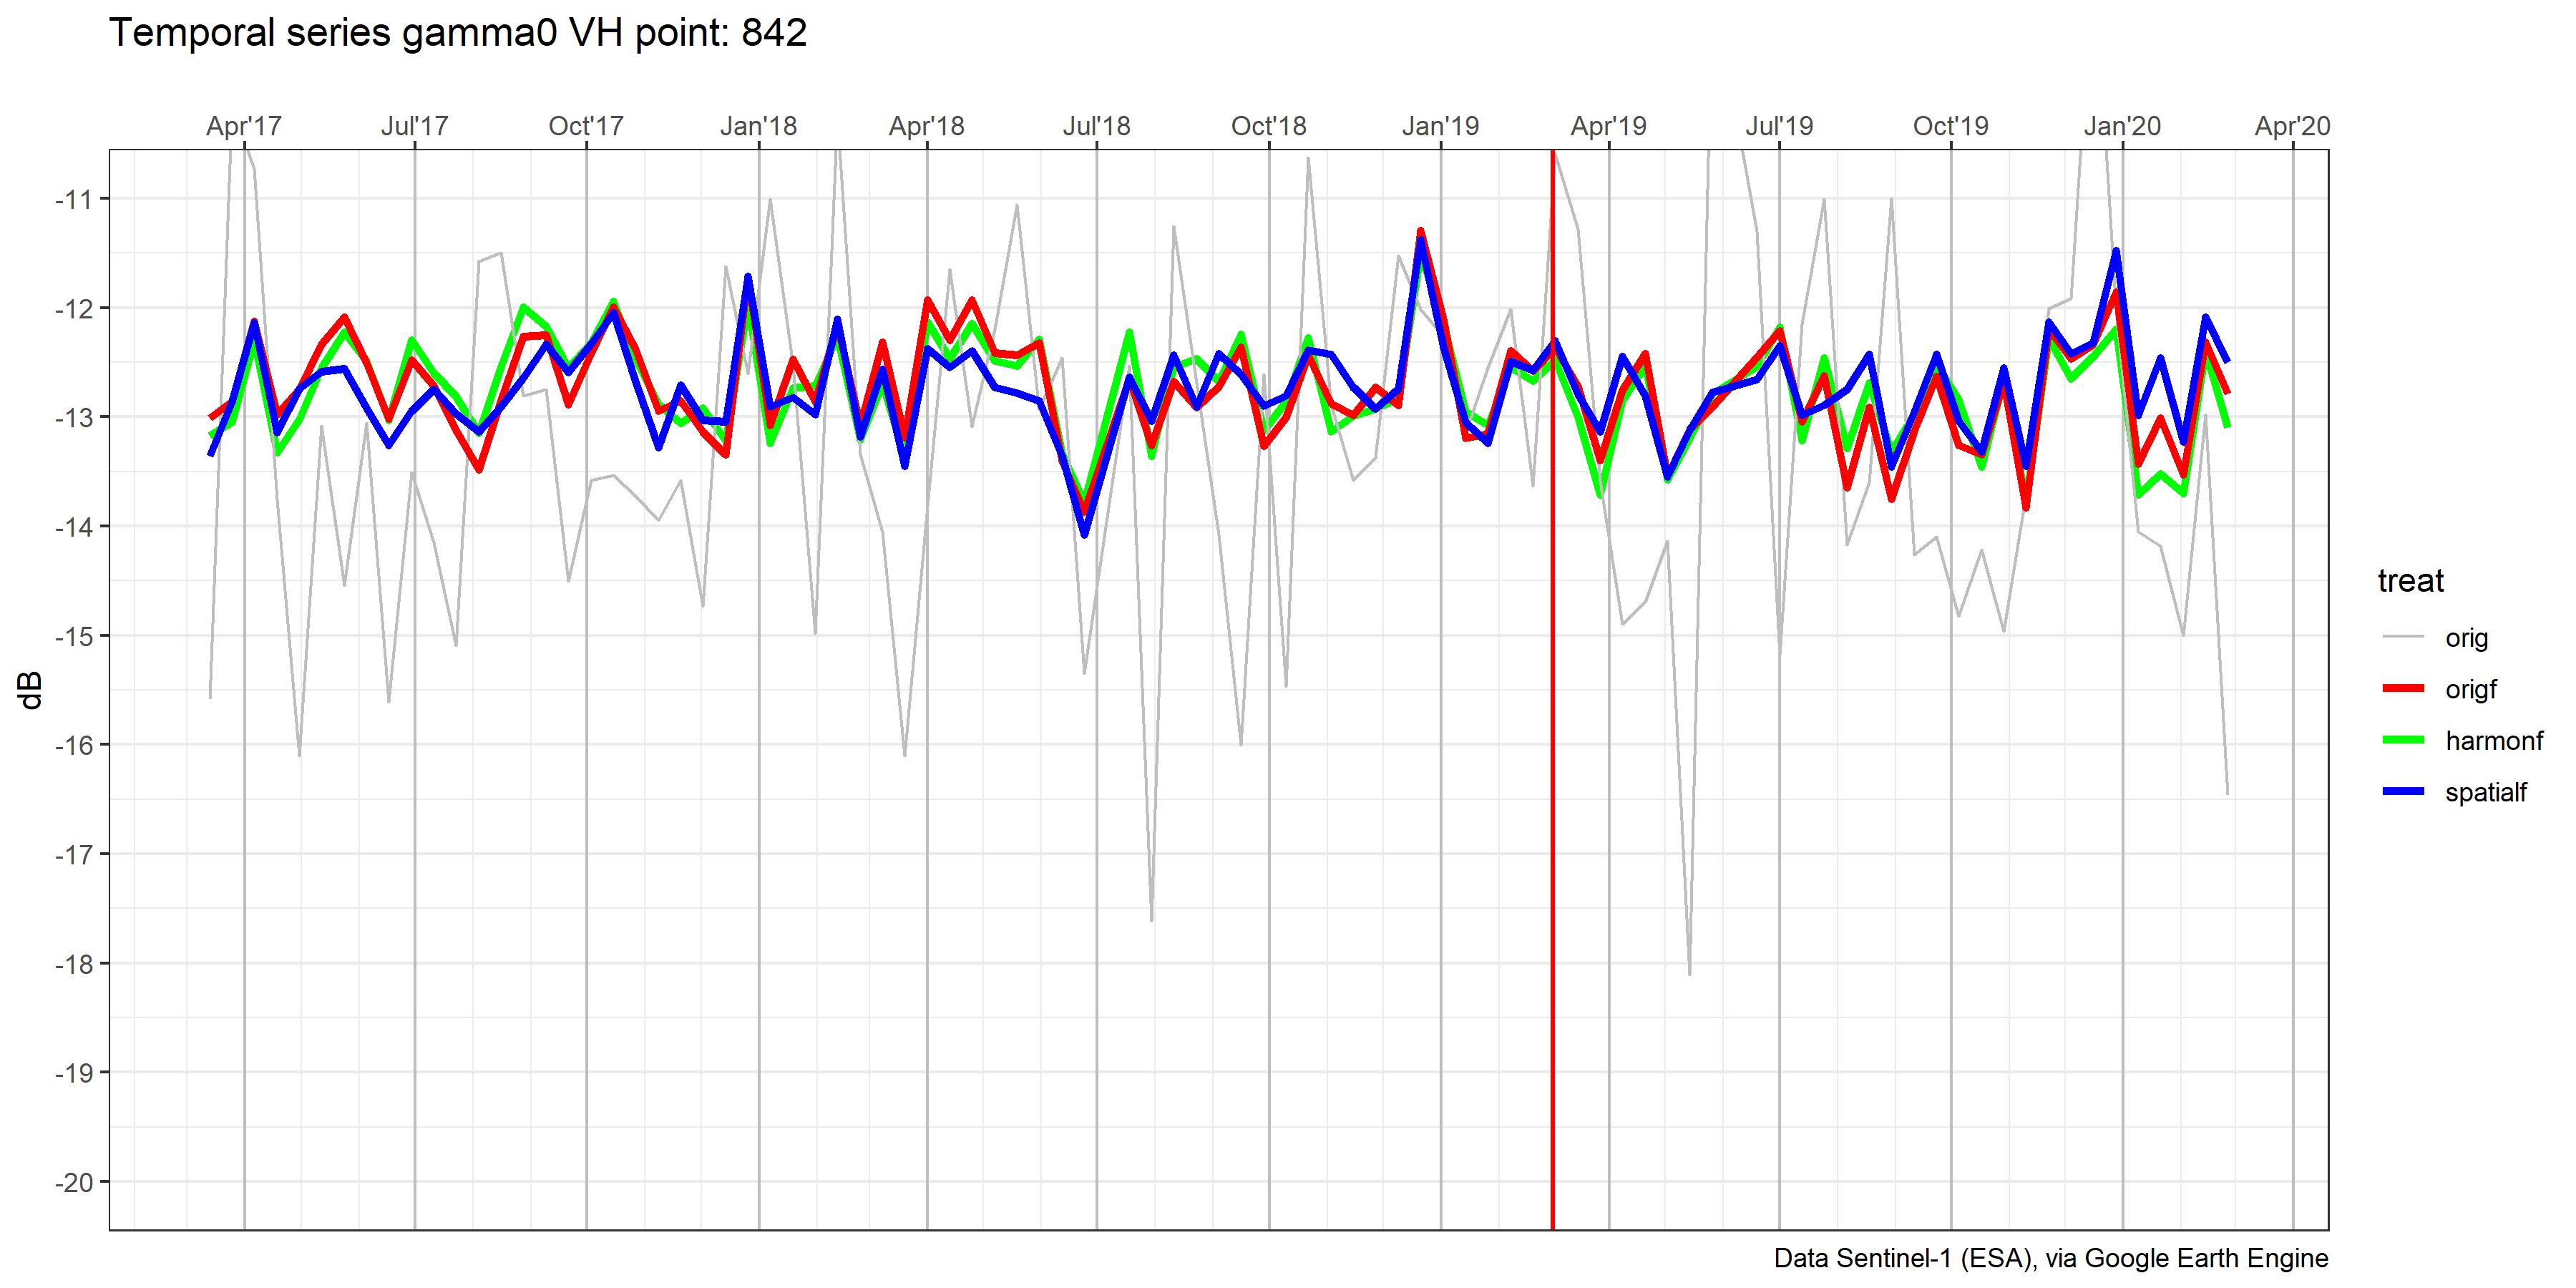 Temporal series gamma0 VH point: 842
Apr'17 Jul'17 Oct'17 Jan'18 Apr'18 Jul'18 Oct'18 Jan'19 Apr'19 Jul'19 Oct'19 Jan'20 Apr'20
-11
-12
-13
-14
-15
-16
-17
-18
-19
-20
dB
treat
orig
origf
harmonf
spatialf
Data Sentinel-1 (ESA), via Google Earth Engine